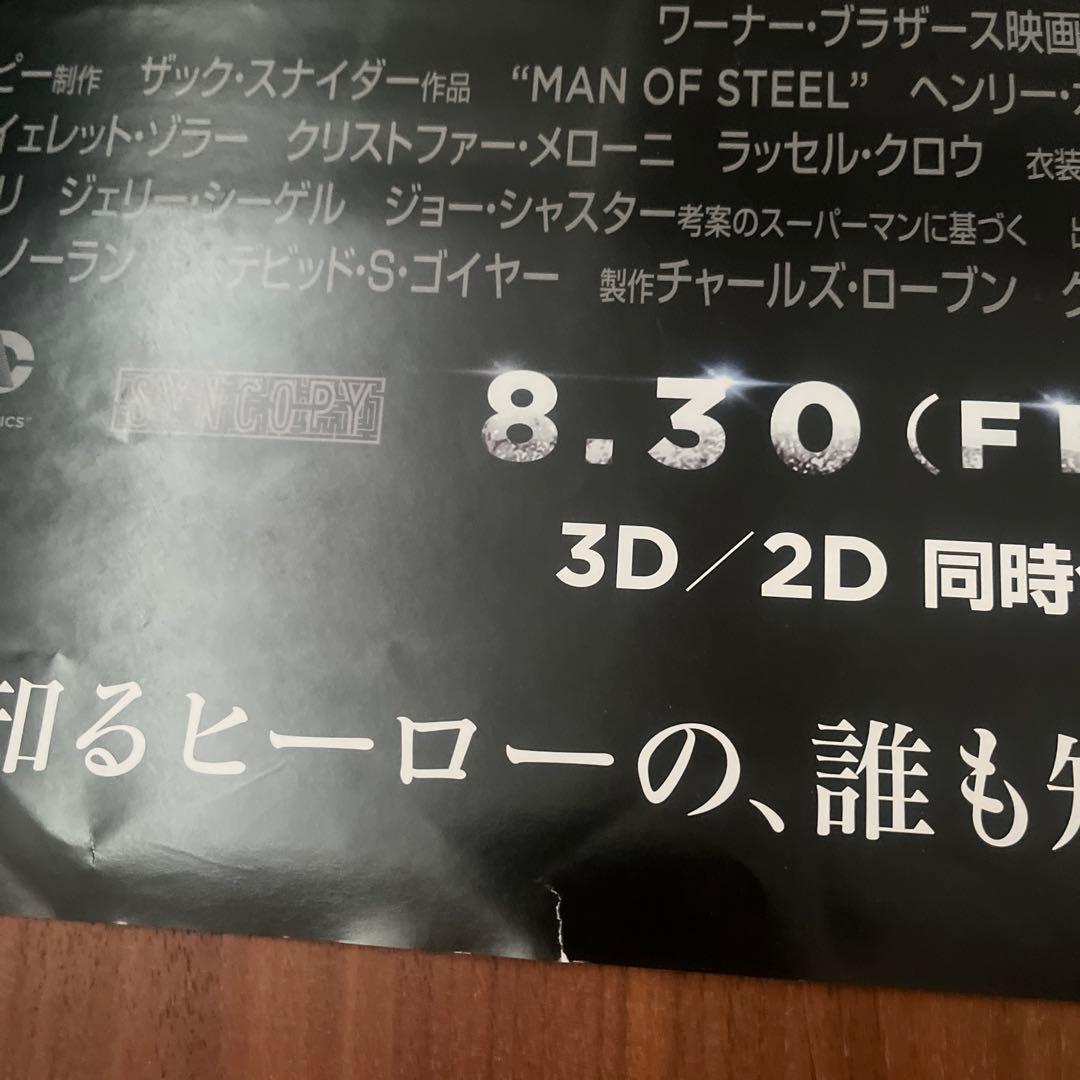 ワーナー・ブラザース映画
ピー制作 ザック・スナイダー作品 “MAN OF STEEL” ヘンリー・
イェレット・ゾラー クリストファー・メローニ ラッセル・クロウ 衣装
リ ジェリー・シーゲル ジョー・シャスター考案のスーパーマンに基づく
ノーラン デビッド・S・ゴイヤー 製作チャールズ・ローブン
SYNCOPY
8.30(F
3D/2D 同時
知るヒーローの、誰も知